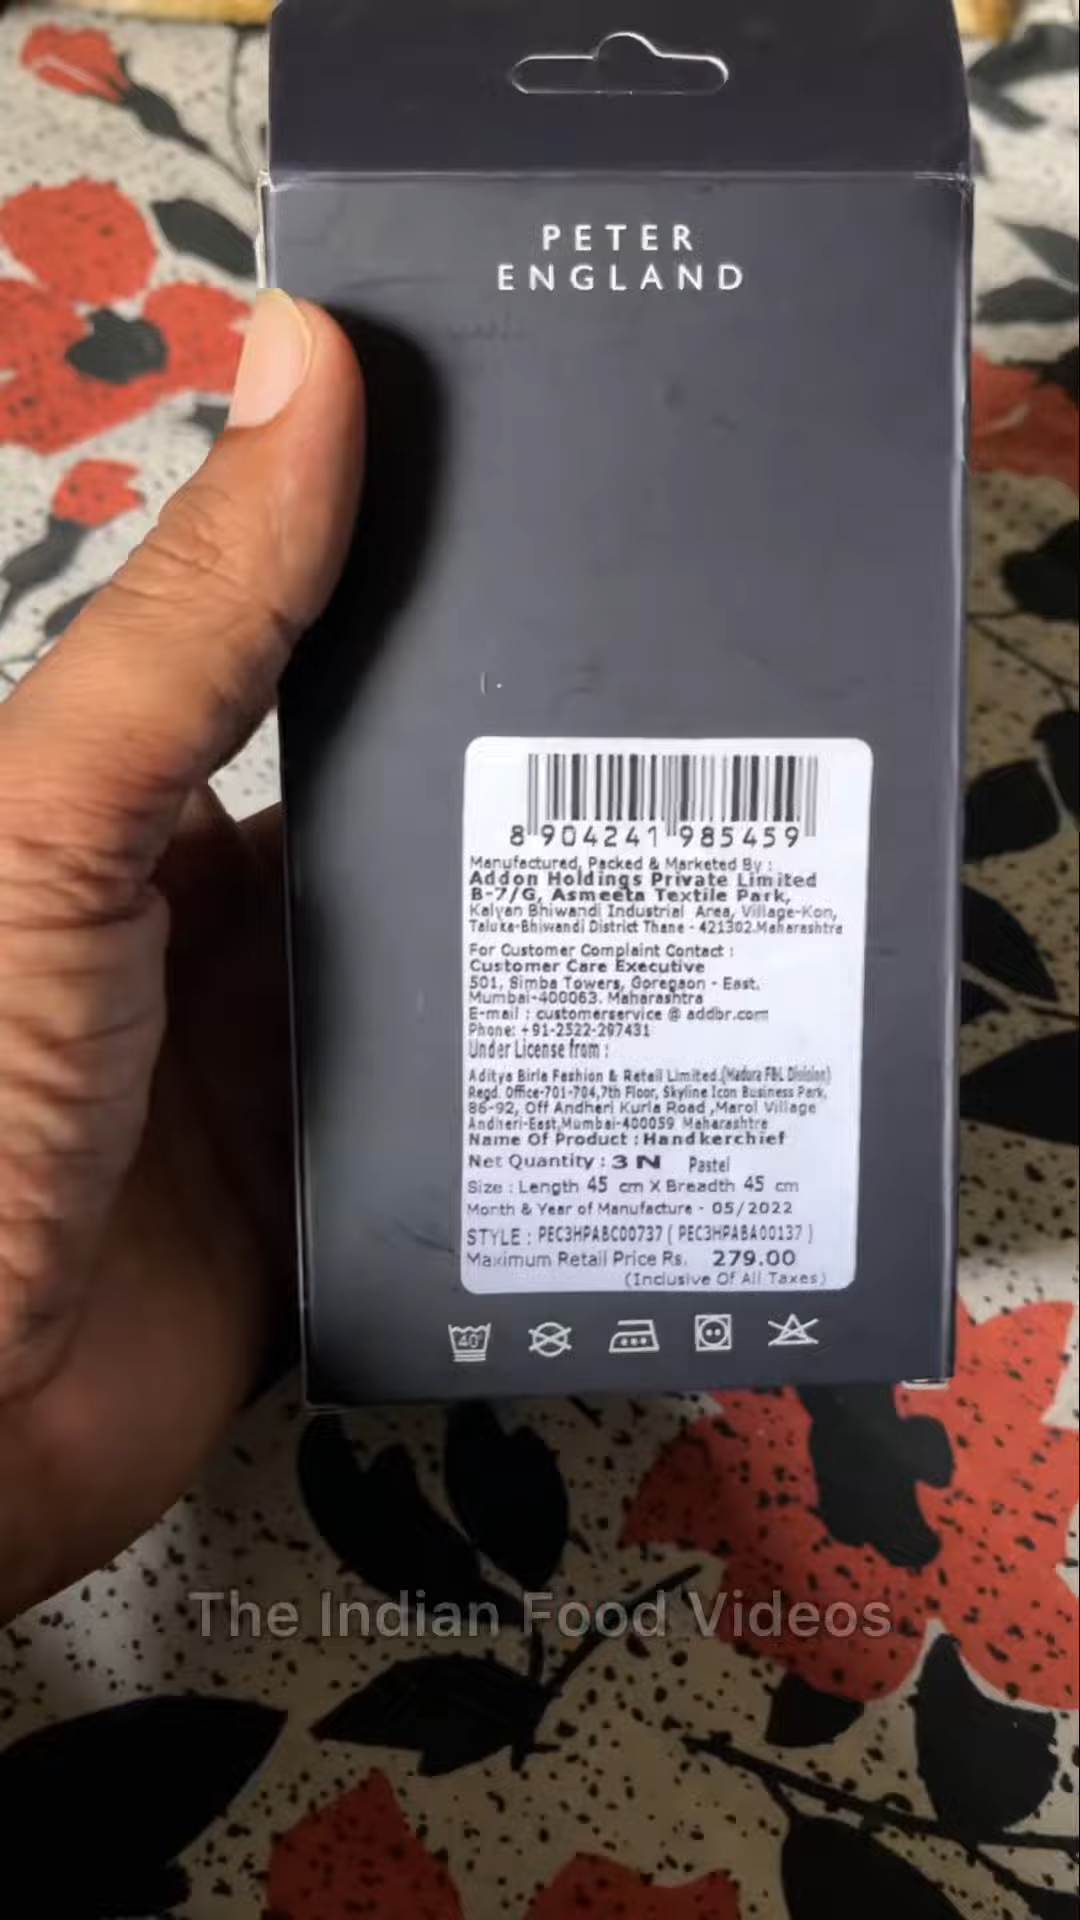 PETER
ENGLAND
8 904241 985459
Manufactured, Packed & Marketed By :
Addon Holdings Private Limited
B-7/G, Asmeeta Textile Park,
Kalyan Bhiwandi Industrial Area, Village-Kon,
Taluka-Bhiwandi District Thane - 421302.Maharashtra
For Customer Complaint Contact :
Customer Care Executive
501, Simba Towers, Goregaon - East,
Mumbai-400063. Maharashtra
E-mail : customerservice @ addbr.com
Phone: +91-2522-297431
Under License from :
Aditya Birla Fashion & Retail Limited.(Madura F&L Division)
Regd. Office-701-704,7th Floor, Skyline Icon Business Park,
86-92, Off Andheri Kurla Road ,Marol Village
Andheri-East,Mumbai-400059 Maharashtra
Name Of Product : Handkerchief
Net Quantity : 3 N Pastel
Size : Length 45 cm X Breadth 45 cm
Month & Year of Manufacture - 05/2022
STYLE : PEC3HPABC00737 ( PEC3HPABA00137 )
Maximum Retail Price Rs. 279.00
(Inclusive Of All Taxes)
40°
The Indian Food Videos